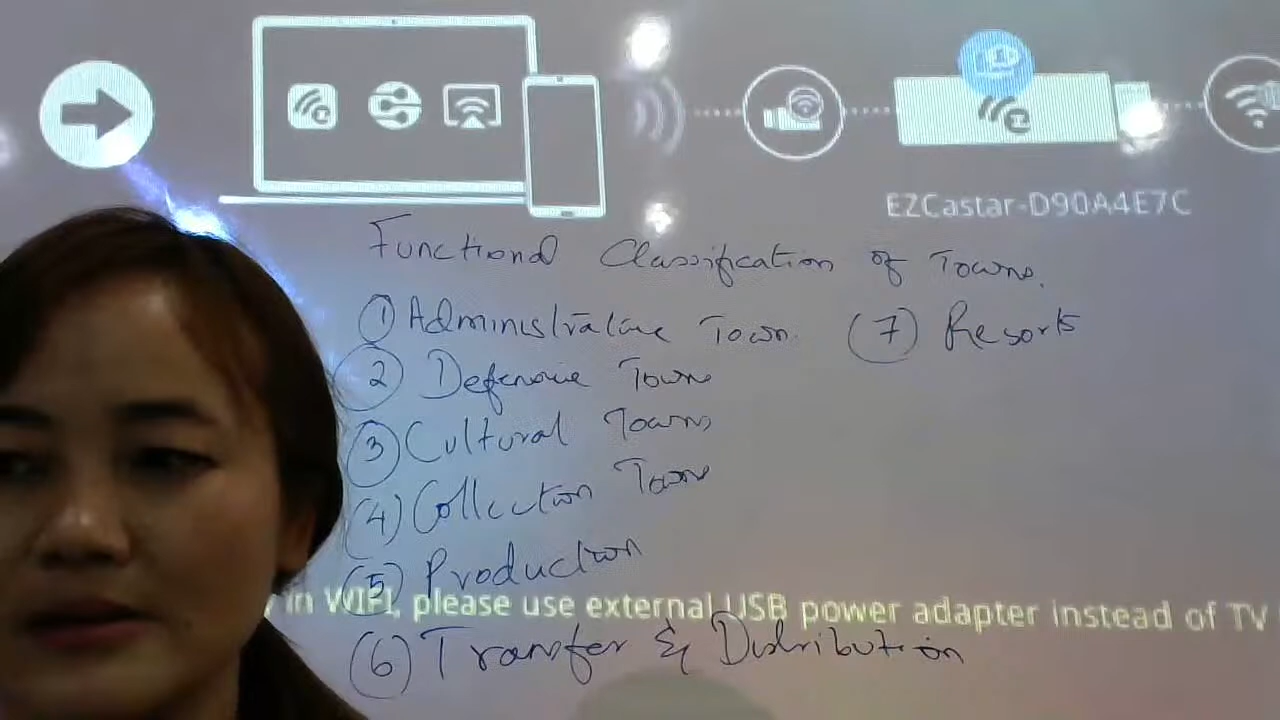 EZCastar-D90A4E7C
Functional Classification of Towns.
① Administrative Town. ⑦ Resorts
② Defensive Towns
③ Cultural Towns
④ Collection Towns
⑤ Production
in WIFI, please use external USB power adapter instead of TV
⑥ Transfer & Distribution